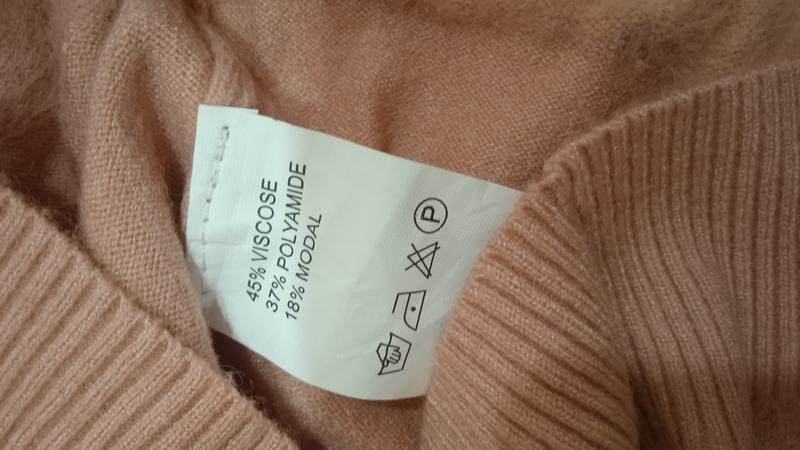 45% VISCOSE
37% POLYAMIDE
18% MODAL
P